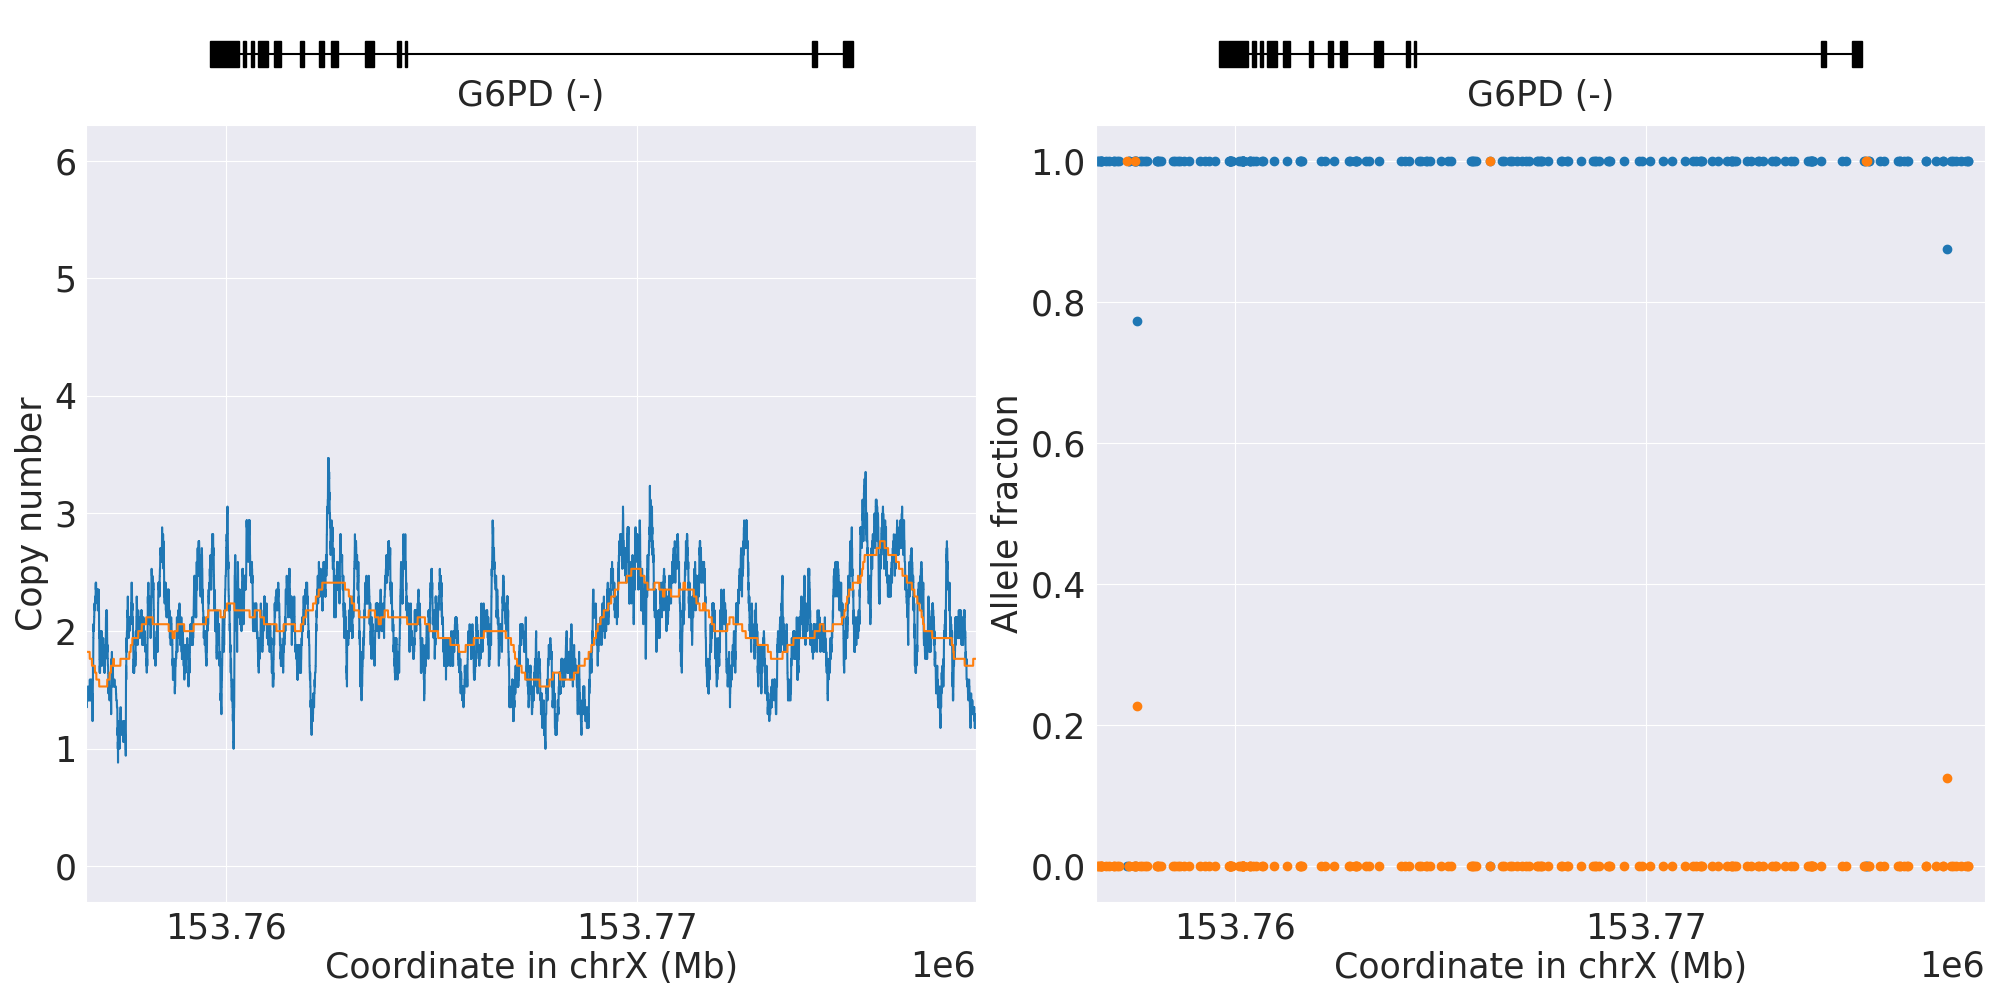 G6PD (-)
6
5
4
3
2
1
0
Copy number
153.76
153.77
Coordinate in chrX (Mb)
1e6
G6PD (-)
1.0
0.8
0.6
0.4
0.2
0.0
Allele fraction
153.76
153.77
Coordinate in chrX (Mb)
1e6